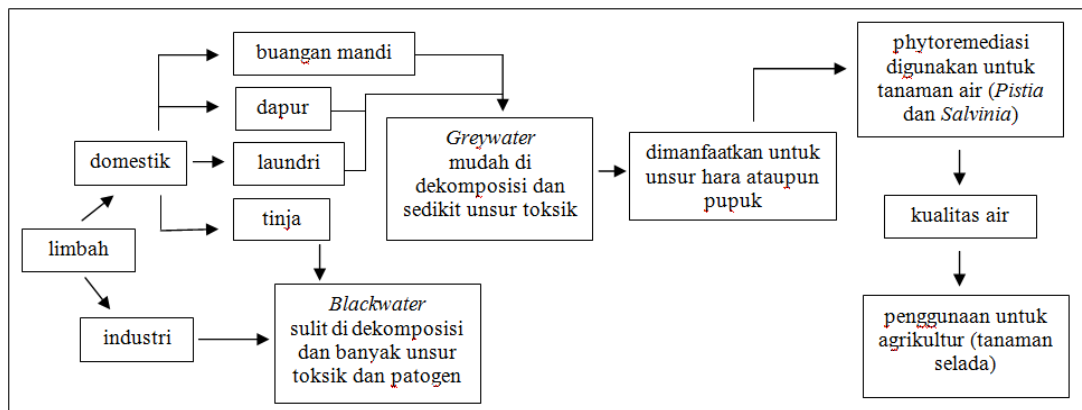 limbah
domestik
industri
buangan mandi
dapur
laundri
tinja
Blackwater
sulit di dekomposisi
dan banyak unsur
toksik dan patogen
Greywater
mudah di
dekomposisi dan
sedikit unsur toksik
dimanfaatkan untuk
unsur hara ataupun
pupuk
phytoremediasi
digunakan untuk
tanaman air (Pistia
dan Salvinia)
kualitas air
penggunaan untuk
agrikultur (tanaman
selada)